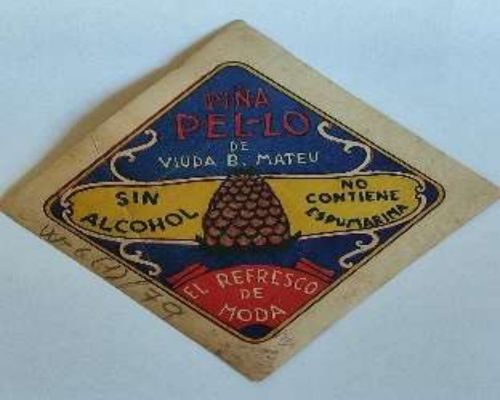 PIÑA
PEL-LO
DE
VIUDA B. MATEU
SIN
ALCOHOL
NO
CONTIENE
ESPUMARINA
EL REFRESCO
DE
MODA